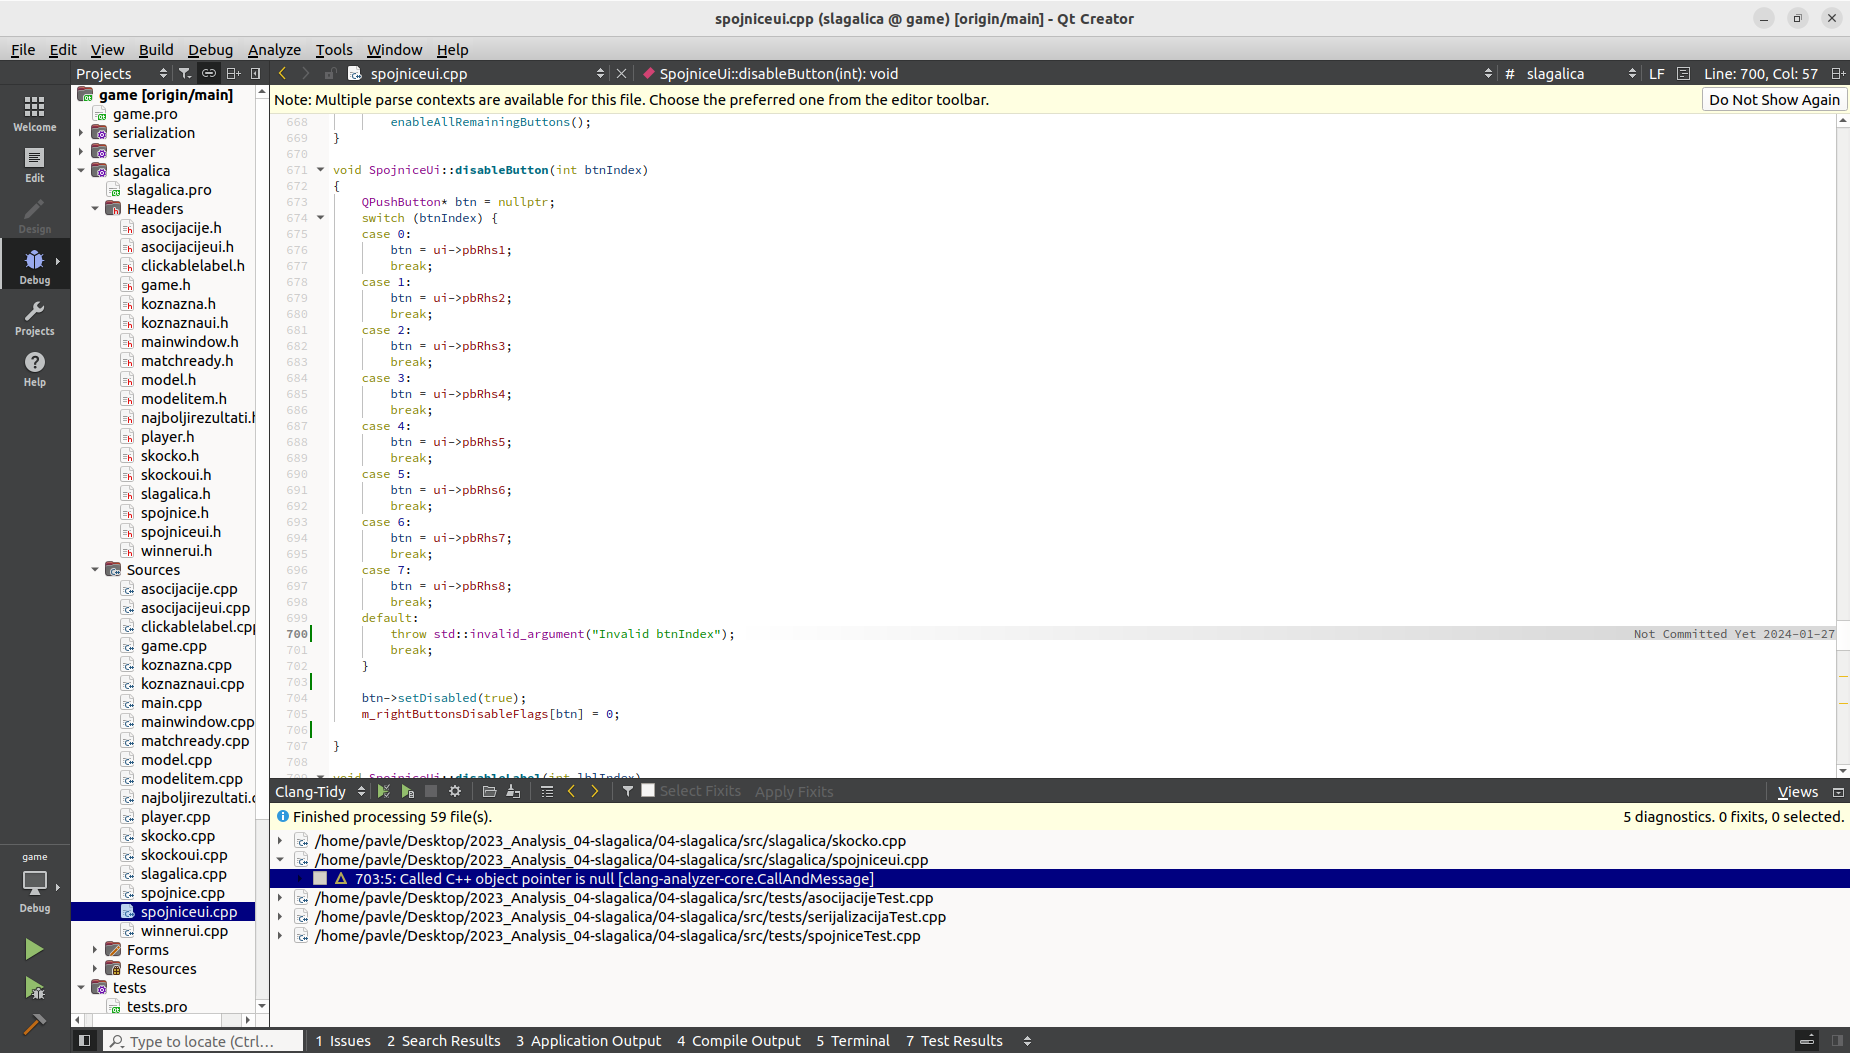 spojniceui.cpp (slagalica @ game) [origin/main] - Qt Creator
File Edit View Build Debug Analyze Tools Window Help
Projects
spojniceui.cpp
SpojniceUi::disableButton(int): void
# slagalica
LF
Line: 700, Col: 57
Note: Multiple parse contexts are available for this file. Choose the preferred one from the editor toolbar.
Do Not Show Again
Welcome
Edit
Design
Debug
Projects
Help
game
Debug
game [origin/main]
game.pro
serialization
server
slagalica
slagalica.pro
Headers
asocijacije.h
asocijacijeui.h
clickablelabel.h
game.h
koznazna.h
koznaznaui.h
mainwindow.h
matchready.h
model.h
modelitem.h
najboljirezultati.h
player.h
skocko.h
skockoui.h
slagalica.h
spojnice.h
spojniceui.h
winnerui.h
Sources
asocijacije.cpp
asocijacijeui.cpp
clickablelabel.cpp
game.cpp
koznazna.cpp
koznaznaui.cpp
main.cpp
mainwindow.cpp
matchready.cpp
model.cpp
modelitem.cpp
najboljirezultati.c
player.cpp
skocko.cpp
skockoui.cpp
slagalica.cpp
spojnice.cpp
spojniceui.cpp
winnerui.cpp
Forms
Resources
tests
tests.pro
668 enableAllRemainingButtons();
669 }
670
671 void SpojniceUi::disableButton(int btnIndex)
672 {
673 QPushButton* btn = nullptr;
674 switch (btnIndex) {
675 case 0:
676 btn = ui->pbRhs1;
677 break;
678 case 1:
679 btn = ui->pbRhs2;
680 break;
681 case 2:
682 btn = ui->pbRhs3;
683 break;
684 case 3:
685 btn = ui->pbRhs4;
686 break;
687 case 4:
688 btn = ui->pbRhs5;
689 break;
690 case 5:
691 btn = ui->pbRhs6;
692 break;
693 case 6:
694 btn = ui->pbRhs7;
695 break;
696 case 7:
697 btn = ui->pbRhs8;
698 break;
699 default:
700 throw std::invalid_argument("Invalid btnIndex"); Not Committed Yet 2024-01-27
701 break;
702 }
703
704 btn->setDisabled(true);
705 m_rightButtonsDisableFlags[btn] = 0;
706
707 }
708
709 void SpojniceUi::disableLabel(int lblIndex)
Clang-Tidy
Select Fixits
Apply Fixits
Views
Finished processing 59 file(s).
5 diagnostics. 0 fixits, 0 selected.
/home/pavle/Desktop/2023_Analysis_04-slagalica/04-slagalica/src/slagalica/skocko.cpp
/home/pavle/Desktop/2023_Analysis_04-slagalica/04-slagalica/src/slagalica/spojniceui.cpp
703:5: Called C++ object pointer is null [clang-analyzer-core.CallAndMessage]
/home/pavle/Desktop/2023_Analysis_04-slagalica/04-slagalica/src/tests/asocijacijeTest.cpp
/home/pavle/Desktop/2023_Analysis_04-slagalica/04-slagalica/src/tests/serijalizacijaTest.cpp
/home/pavle/Desktop/2023_Analysis_04-slagalica/04-slagalica/src/tests/spojniceTest.cpp
Type to locate (Ctrl...
1 Issues 2 Search Results 3 Application Output 4 Compile Output 5 Terminal 7 Test Results